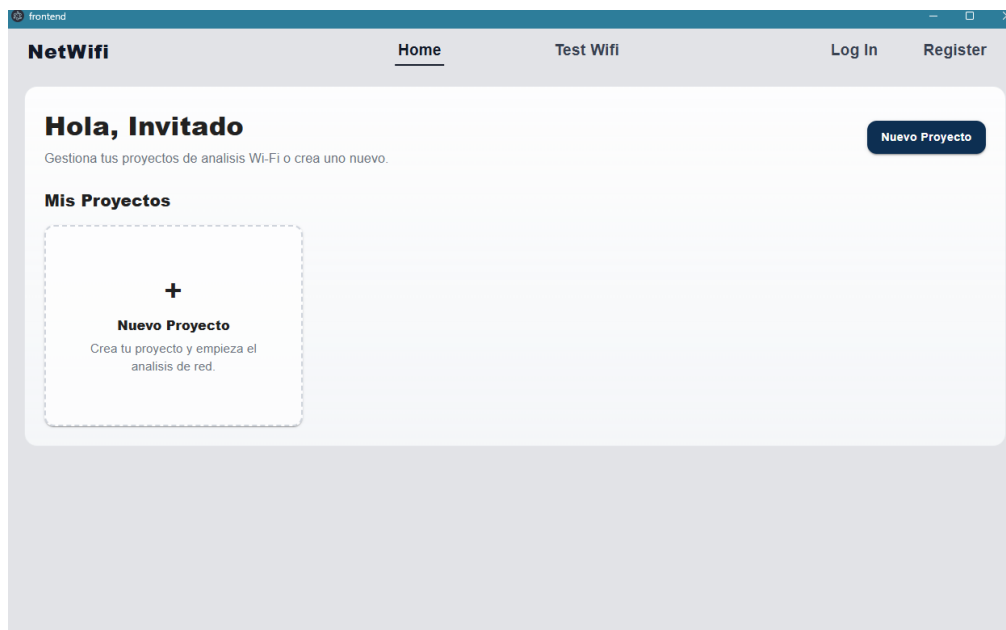 frontend
NetWifi
Home
Test Wifi
Log In
Register
Hola, Invitado
Nuevo Proyecto
Gestiona tus proyectos de analisis Wi-Fi o crea uno nuevo.
Mis Proyectos
+
Nuevo Proyecto
Crea tu proyecto y empieza el
analisis de red.